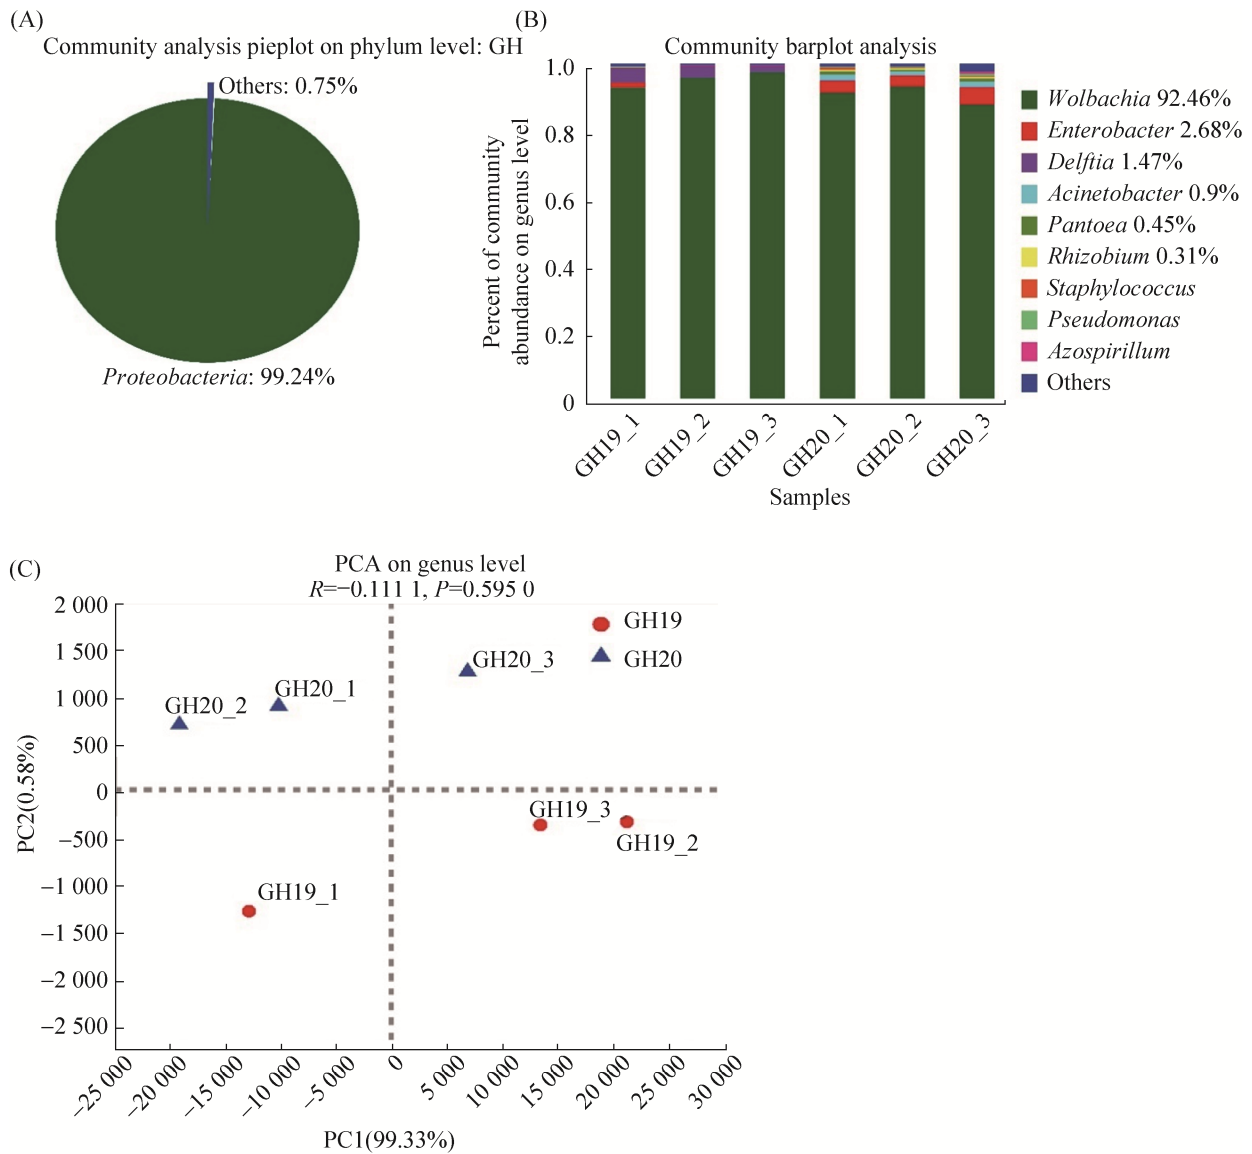 (A)
Community analysis pieplot on phylum level: GH
Others: 0.75%
Proteobacteria: 99.24%
(B)
Community barplot analysis
Percent of community
abundance on genus level
1.0
0.8
0.6
0.4
0.2
0
GH19_1
GH19_2
GH19_3
GH20_1
GH20_2
GH20_3
Samples
Wolbachia 92.46%
Enterobacter 2.68%
Delftia 1.47%
Acinetobacter 0.9%
Pantoea 0.45%
Rhizobium 0.31%
Staphylococcus
Pseudomonas
Azospirillum
Others
(C)
PCA on genus level
R=−0.111 1, P=0.595 0
PC2(0.58%)
2 000
1 500
1 000
500
0
−500
−1 000
−1 500
−2 000
−2 500
GH19
GH20
GH20_3
GH20_1
GH20_2
GH19_3
GH19_2
GH19_1
−25 000
−20 000
−15 000
−10 000
−5 000
0
5 000
10 000
15 000
20 000
25 000
30 000
PC1(99.33%)